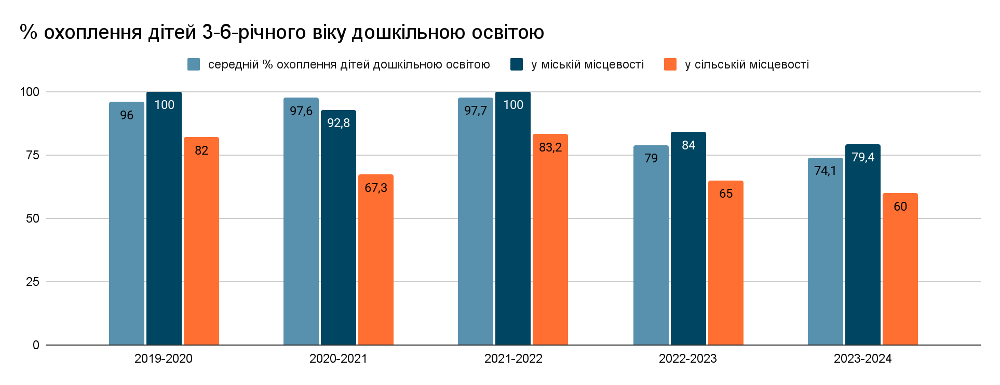 % охоплення дітей 3-6-річного віку дошкільною освітою
середній % охоплення дітей дошкільною освітою у міській місцевості у сільській місцевості
100
75
50
25
0
96 100 82
97,6 92,8 67,3
97,7 100 83,2
79 84 65
74,1 79,4 60
2019-2020 2020-2021 2021-2022 2022-2023 2023-2024